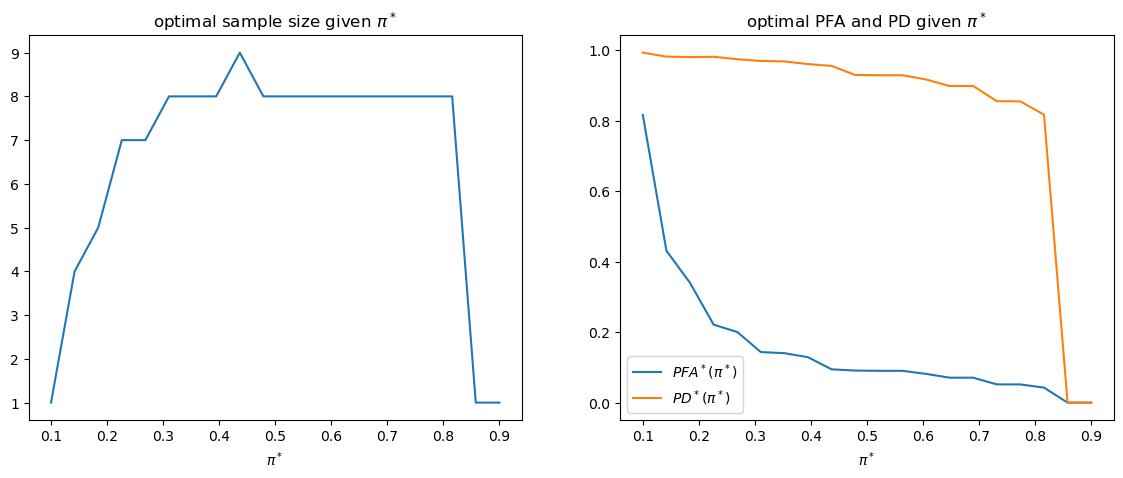 optimal sample size given π*
9
8
7
6
5
4
3
2
1
0.1 0.2 0.3 0.4 0.5 0.6 0.7 0.8 0.9
π*
optimal PFA and PD given π*
1.0
0.8
0.6
0.4
0.2
0.0
PFA*(π*)
PD*(π*)
0.1 0.2 0.3 0.4 0.5 0.6 0.7 0.8 0.9
π*